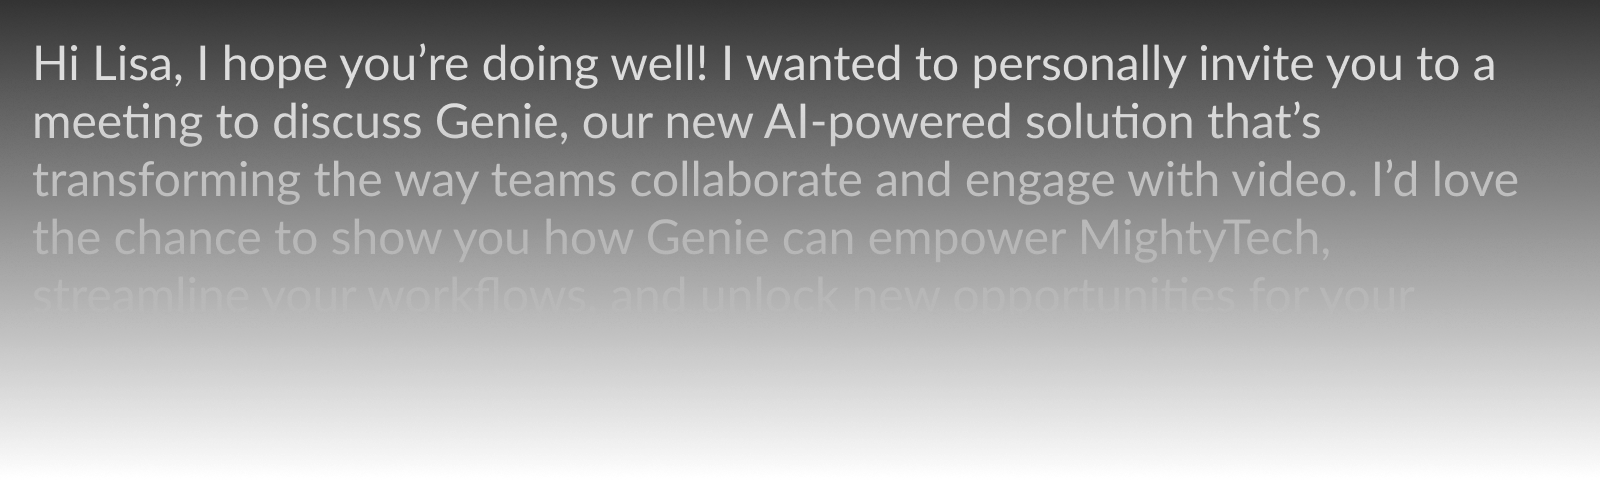 Hi Lisa, I hope you’re doing well! I wanted to personally invite you to a
meeting to discuss Genie, our new AI-powered solution that’s
transforming the way teams collaborate and engage with video. I’d love
the chance to show you how Genie can empower MightyTech,
streamline your workflows, and unlock new opportunities for your